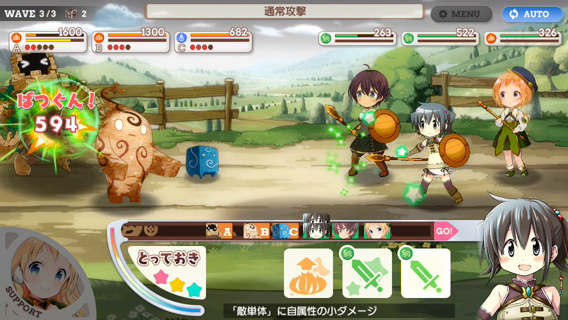 WAVE 3/3 2
通常攻撃
MENU
AUTO
1600
1300
682
263
522
326
A
B
C
ばつぐん!
594
A B C GO!
とっておき
SUPPORT
「敵単体」に自属性の小ダメージ